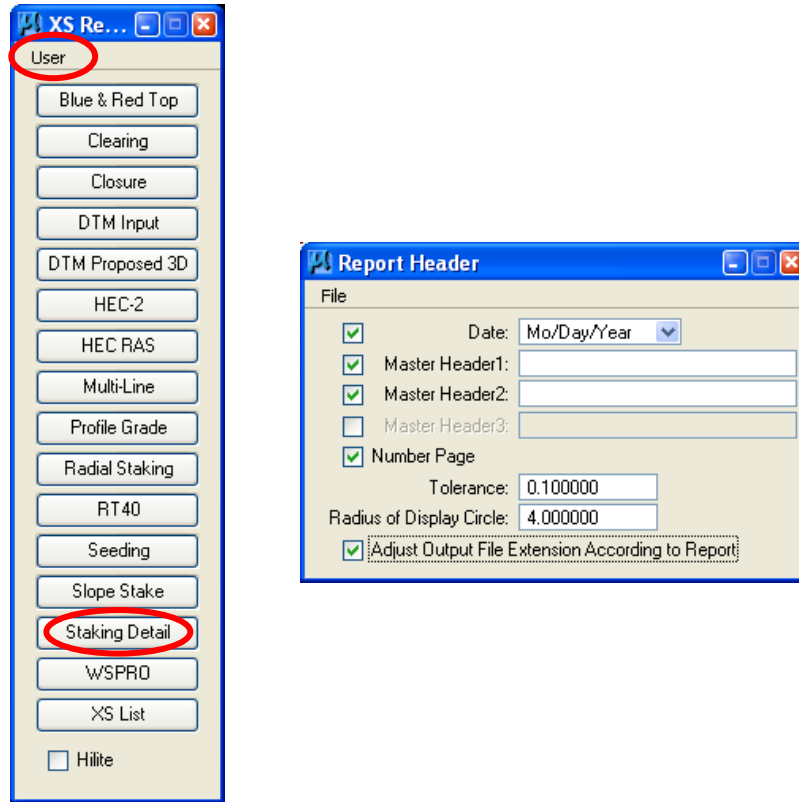 XS Re...
User
Blue & Red Top
Clearing
Closure
DTM Input
DTM Proposed 3D
HEC-2
HEC RAS
Multi-Line
Profile Grade
Radial Staking
RT40
Seeding
Slope Stake
Staking Detail
WSPRO
XS List
Hilite
Report Header
File
Date: Mo/Day/Year
Master Header1:
Master Header2:
Master Header3:
Number Page
Tolerance: 0.100000
Radius of Display Circle: 4.000000
Adjust Output File Extension According to Report